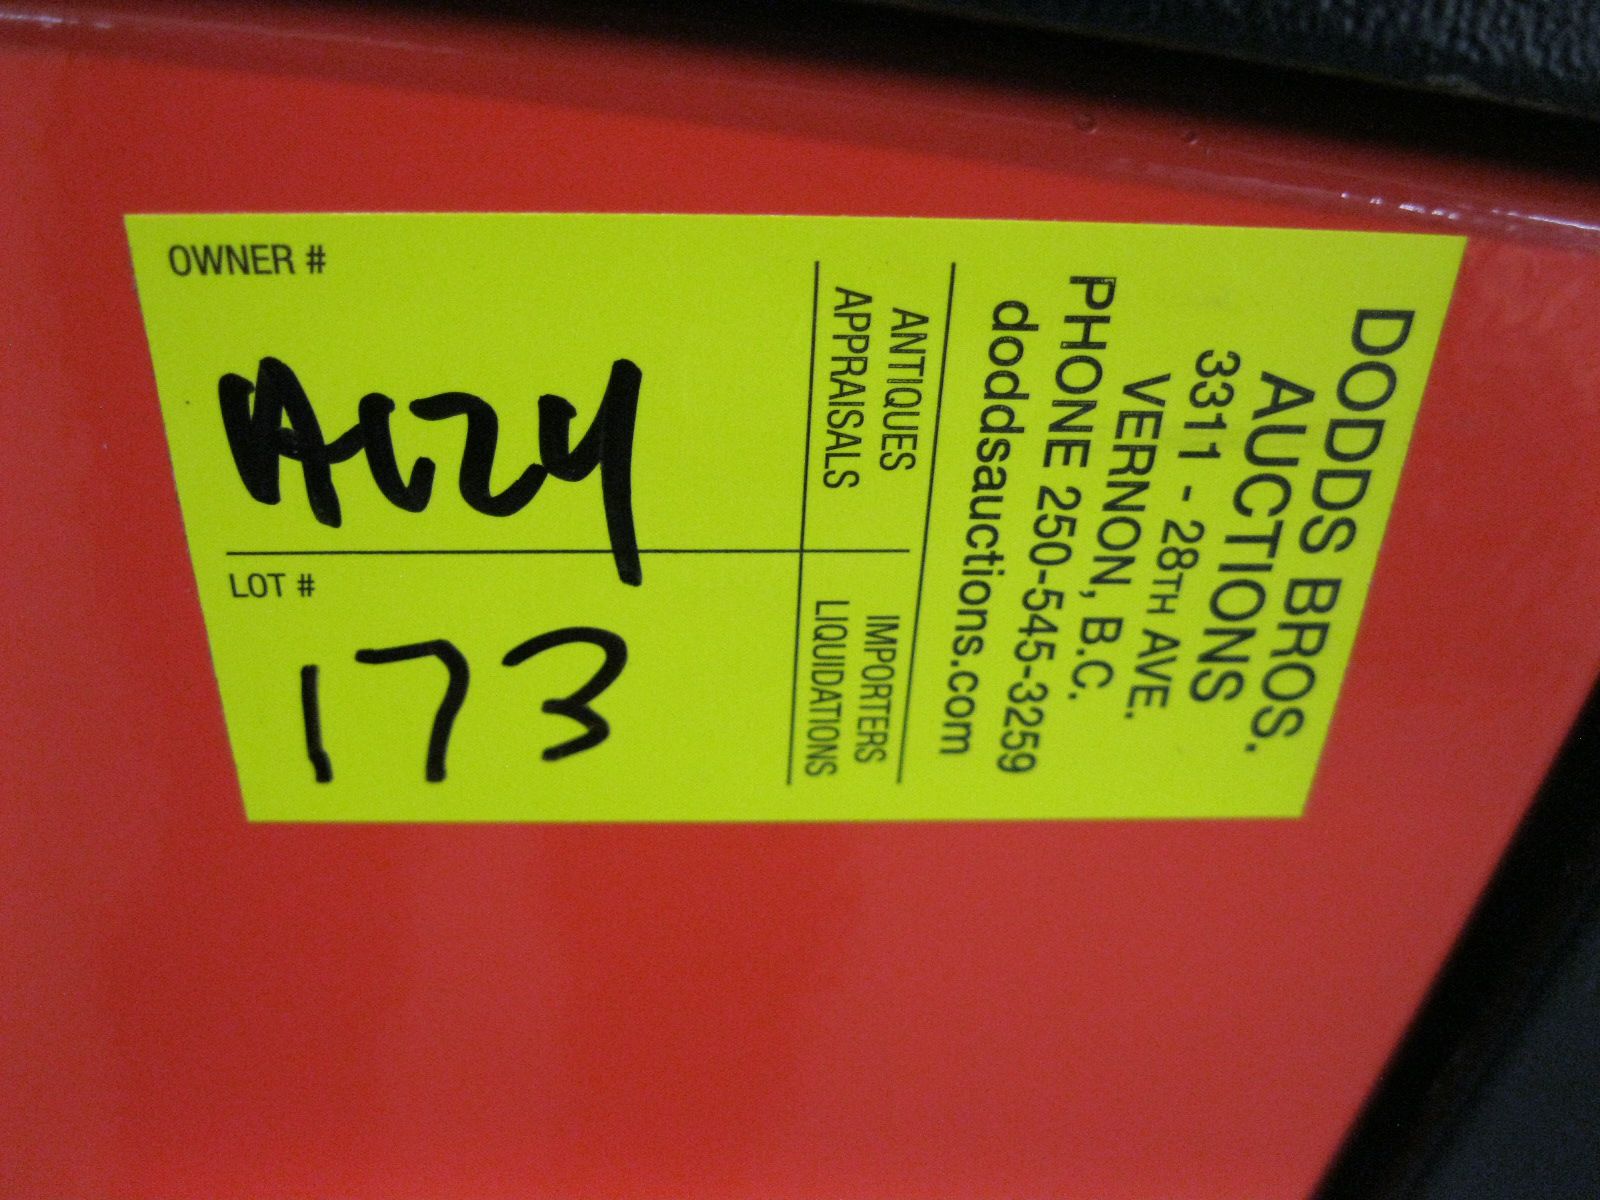 DODDS BROS.
AUCTIONS
3311 - 28TH AVE.
VERNON, B.C.
PHONE 250-545-3259
doddsauctions.com
ANTIQUES
APPRAISALS
IMPORTERS
LIQUIDATIONS
OWNER #
LOT #
173